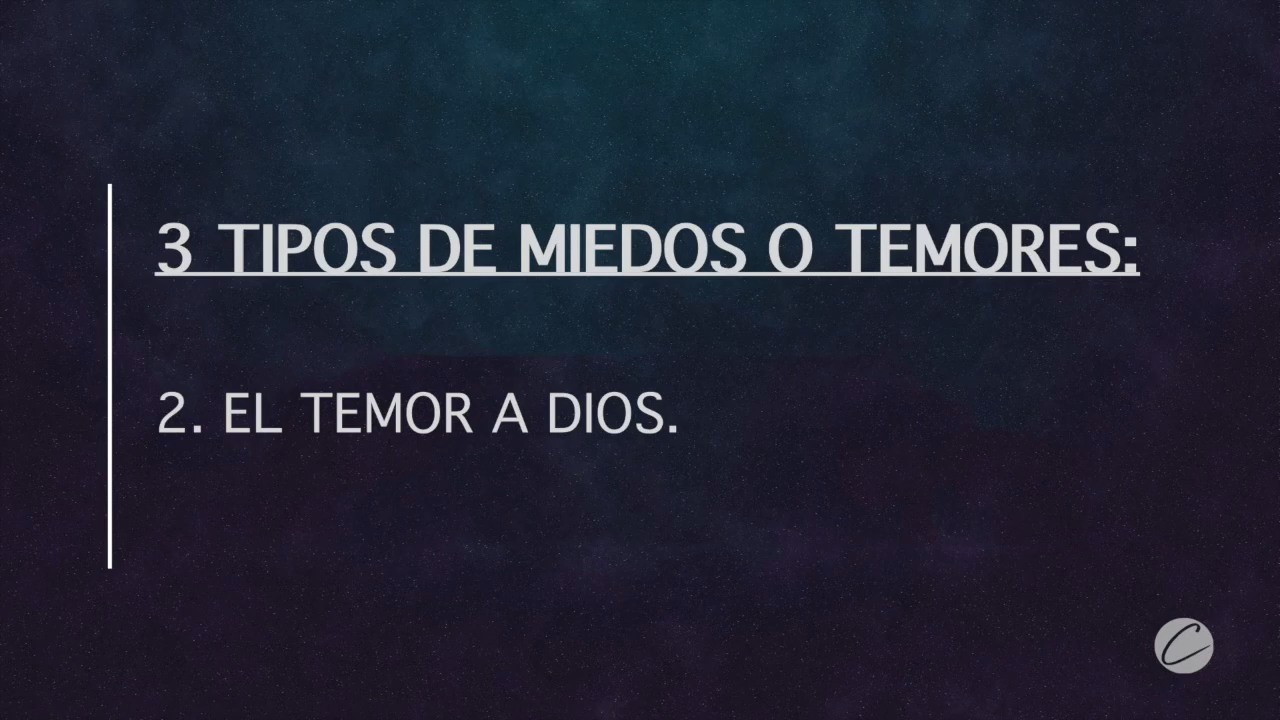 3 TIPOS DE MIEDOS O TEMORES:
2. EL TEMOR A DIOS.
C